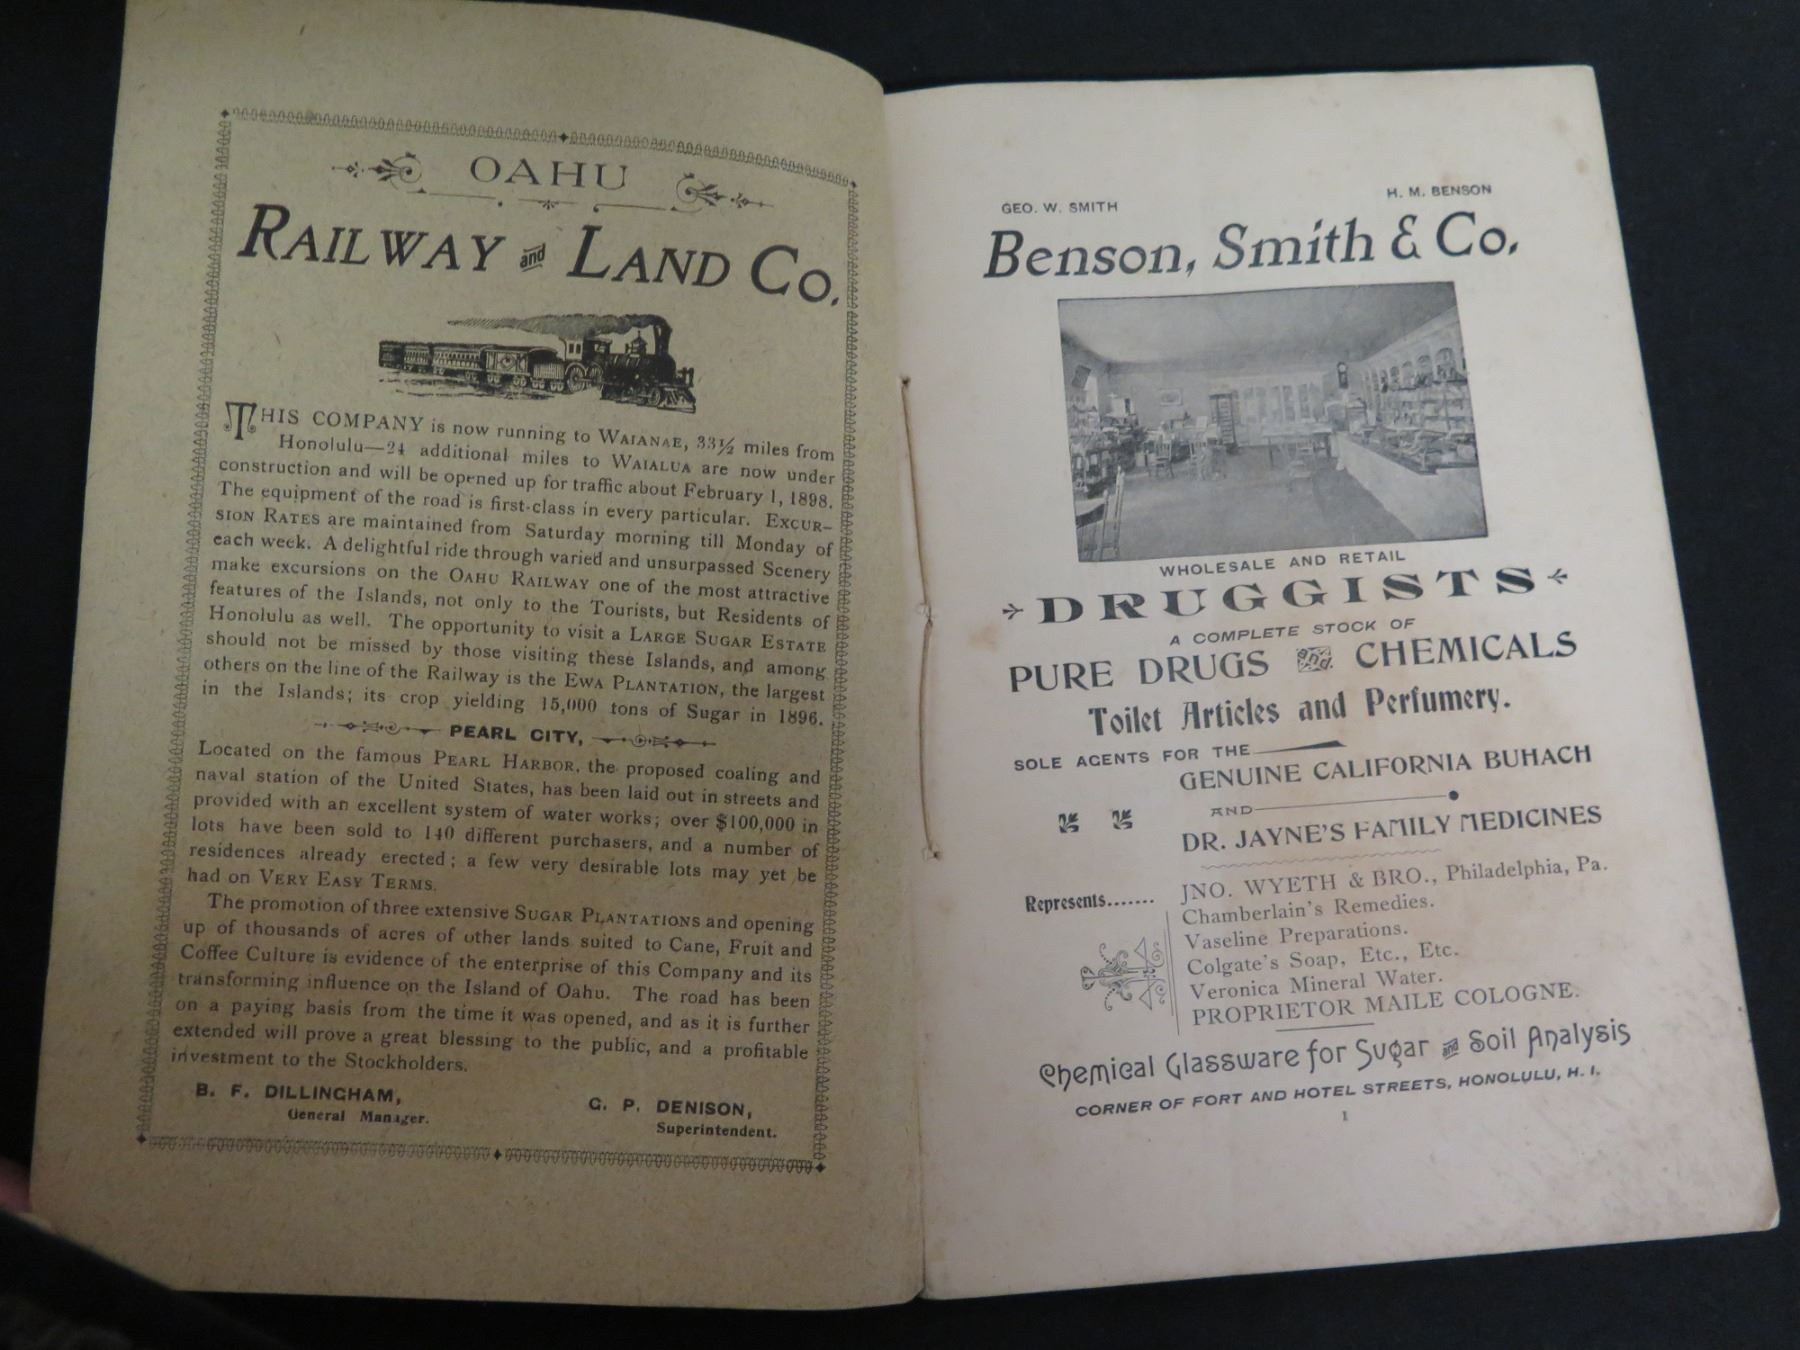 OAHU
RAILWAY and LAND Co.
THIS COMPANY is now running to WAIANAE, 33½ miles from
Honolulu—24 additional miles to WAIALUA are now under
construction and will be opened up for traffic about February 1, 1898.
The equipment of the road is first-class in every particular. EXCUR-
SION RATES are maintained from Saturday morning till Monday of
each week. A delightful ride through varied and unsurpassed Scenery
make excursions on the OAHU RAILWAY one of the most attractive
features of the Islands, not only to the Tourists, but Residents of
Honolulu as well. The opportunity to visit a LARGE SUGAR ESTATE
should not be missed by those visiting these Islands, and among
others on the line of the Railway is the EWA PLANTATION, the largest
in the Islands; its crop yielding 15,000 tons of Sugar in 1896.
PEARL CITY,
Located on the famous PEARL HARBOR, the proposed coaling and
naval station of the United States, has been laid out in streets and
provided with an excellent system of water works; over $100,000 in
lots have been sold to 140 different purchasers, and a number of
residences already erected; a few very desirable lots may yet be
had on VERY EASY TERMS.
The promotion of three extensive SUGAR PLANTATIONS and opening
up of thousands of acres of other lands suited to Cane, Fruit and
Coffee Culture is evidence of the enterprise of this Company and its
transforming influence on the Island of Oahu. The road has been
on a paying basis from the time it was opened, and as it is further
extended will prove a great blessing to the public, and a profitable
investment to the Stockholders.
B. F. DILLINGHAM,
General Manager.
G. P. DENISON,
Superintendent.
GEO. W. SMITH
H. M. BENSON
Benson, Smith & Co.
WHOLESALE AND RETAIL
DRUGGISTS
A COMPLETE STOCK OF
PURE DRUGS and CHEMICALS
Toilet Articles and Perfumery.
SOLE AGENTS FOR THE
GENUINE CALIFORNIA BUHACH
AND
DR. JAYNE'S FAMILY MEDICINES
Represents....... JNO. WYETH & BRO., Philadelphia, Pa.
Chamberlain's Remedies.
Vaseline Preparations.
Colgate's Soap, Etc., Etc.
Veronica Mineral Water.
PROPRIETOR MAILE COLOGNE.
Chemical Glassware for Sugar and Soil Analysis
CORNER OF FORT AND HOTEL STREETS, HONOLULU, H. I.
1